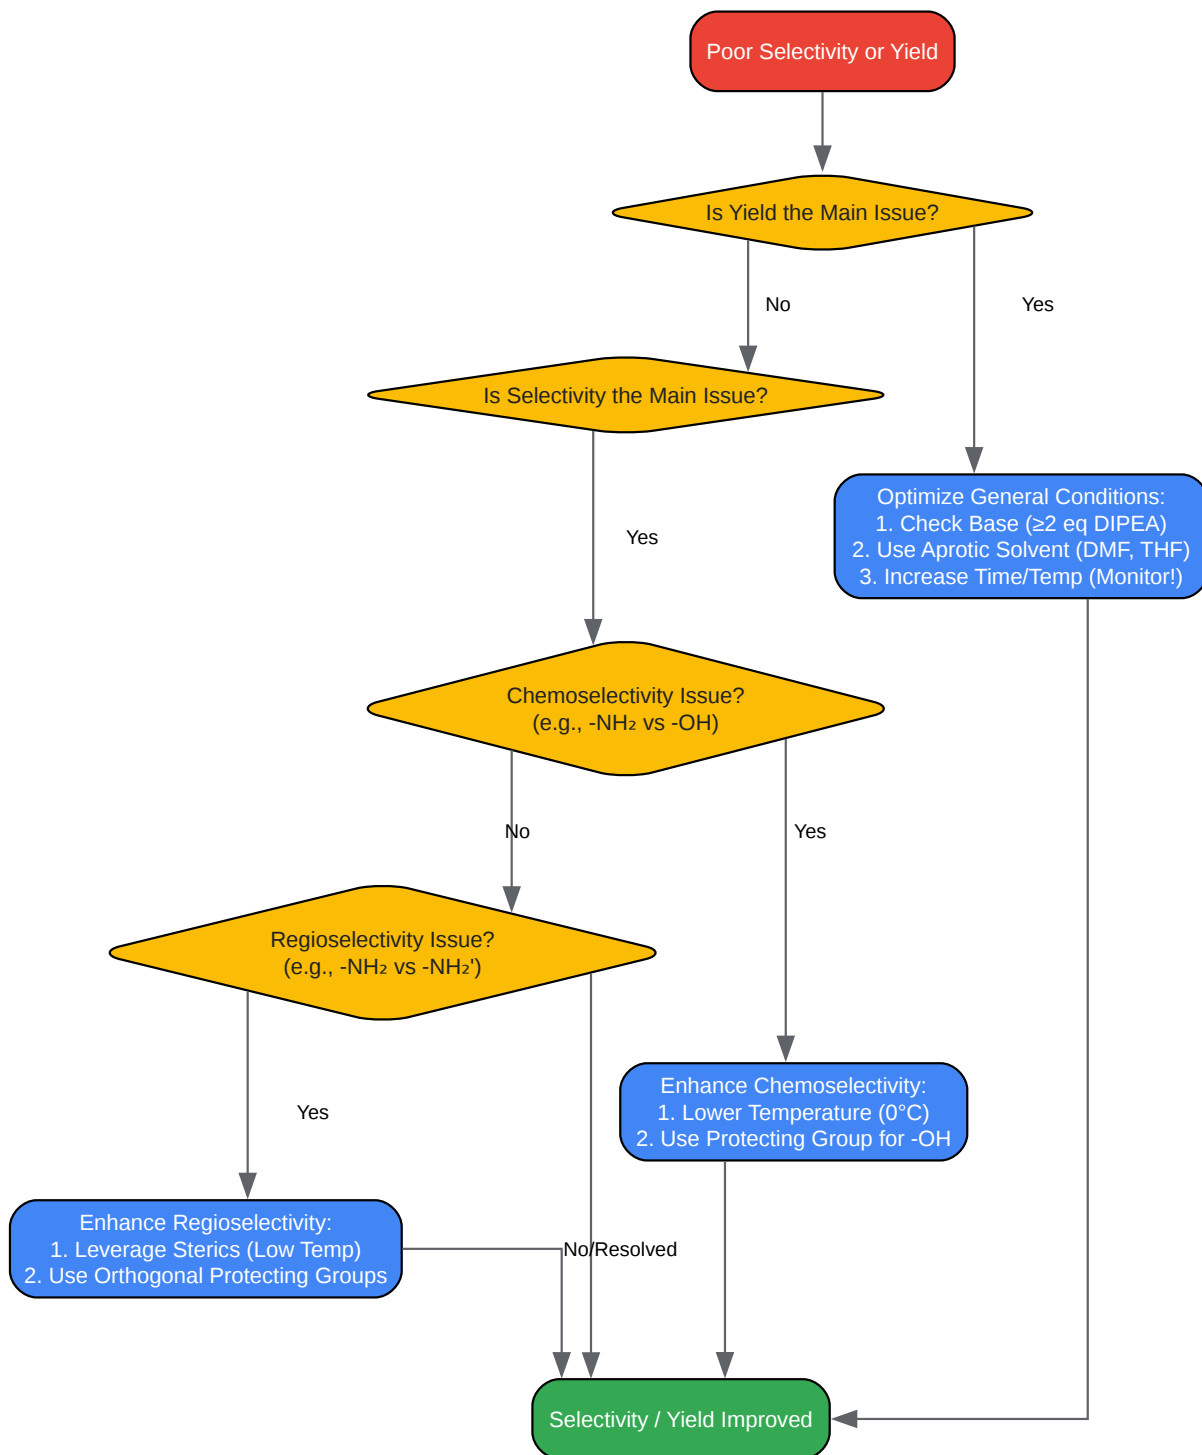 Poor Selectivity or Yield
Is Yield the Main Issue?
No
Yes
Is Selectivity the Main Issue?
Optimize General Conditions:
1. Check Base (≥2 eq DIPEA)
2. Use Aprotic Solvent (DMF, THF)
3. Increase Time/Temp (Monitor!)
Yes
Chemoselectivity Issue?
(e.g., -NH₂ vs -OH)
No
Yes
Regioselectivity Issue?
(e.g., -NH₂ vs -NH₂')
Enhance Chemoselectivity:
1. Lower Temperature (0°C)
2. Use Protecting Group for -OH
Yes
Enhance Regioselectivity:
1. Leverage Sterics (Low Temp)
2. Use Orthogonal Protecting Groups
No/Resolved
Selectivity / Yield Improved